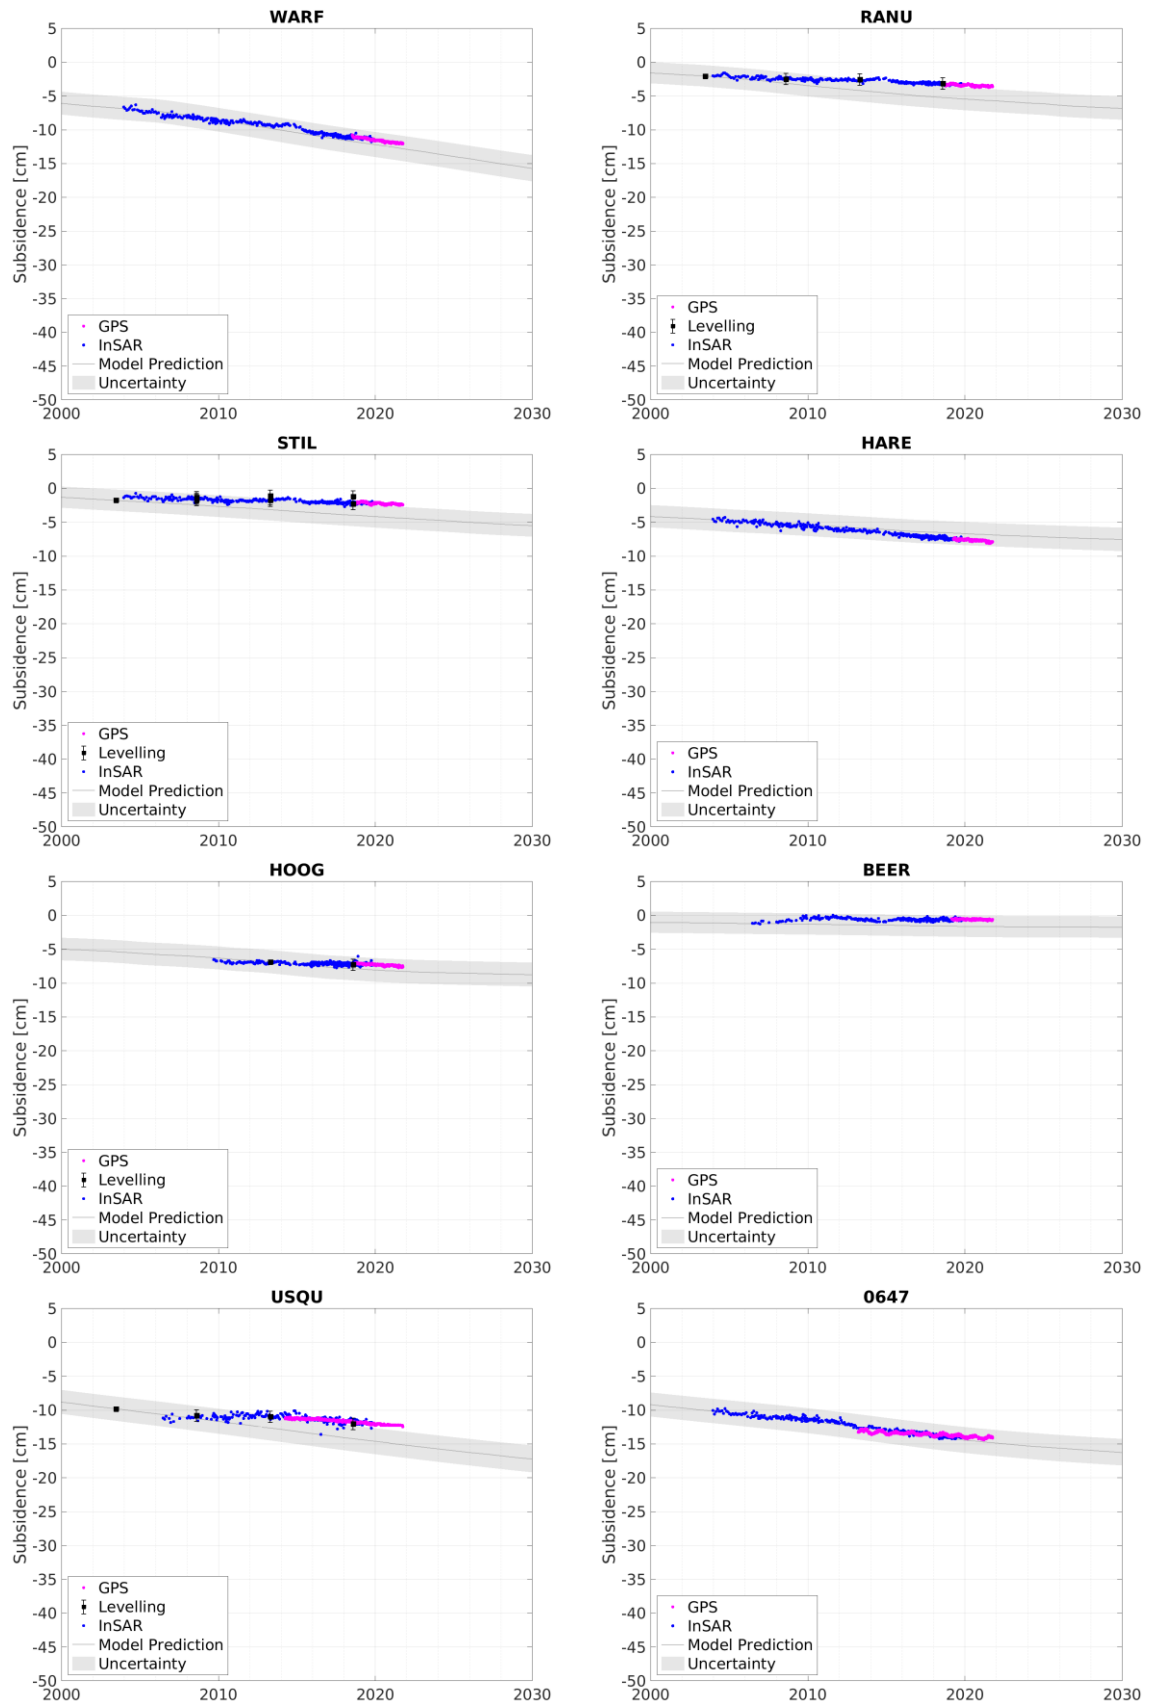 WARF
5
0
-5
-10
-15
-20
-25
-30
-35
-40
-45
-50
Subsidence [cm]
GPS
InSAR
Model Prediction
Uncertainty
2000 2010 2020 2030
RANU
5
0
-5
-10
-15
-20
-25
-30
-35
-40
-45
-50
Subsidence [cm]
GPS
Levelling
InSAR
Model Prediction
Uncertainty
2000 2010 2020 2030
STIL
5
0
-5
-10
-15
-20
-25
-30
-35
-40
-45
-50
Subsidence [cm]
GPS
Levelling
InSAR
Model Prediction
Uncertainty
2000 2010 2020 2030
HARE
5
0
-5
-10
-15
-20
-25
-30
-35
-40
-45
-50
Subsidence [cm]
GPS
InSAR
Model Prediction
Uncertainty
2000 2010 2020 2030
HOOG
5
0
-5
-10
-15
-20
-25
-30
-35
-40
-45
-50
Subsidence [cm]
GPS
Levelling
InSAR
Model Prediction
Uncertainty
2000 2010 2020 2030
BEER
5
0
-5
-10
-15
-20
-25
-30
-35
-40
-45
-50
Subsidence [cm]
GPS
InSAR
Model Prediction
Uncertainty
2000 2010 2020 2030
USQU
5
0
-5
-10
-15
-20
-25
-30
-35
-40
-45
-50
Subsidence [cm]
GPS
Levelling
InSAR
Model Prediction
Uncertainty
2000 2010 2020 2030
0647
5
0
-5
-10
-15
-20
-25
-30
-35
-40
-45
-50
Subsidence [cm]
GPS
InSAR
Model Prediction
Uncertainty
2000 2010 2020 2030